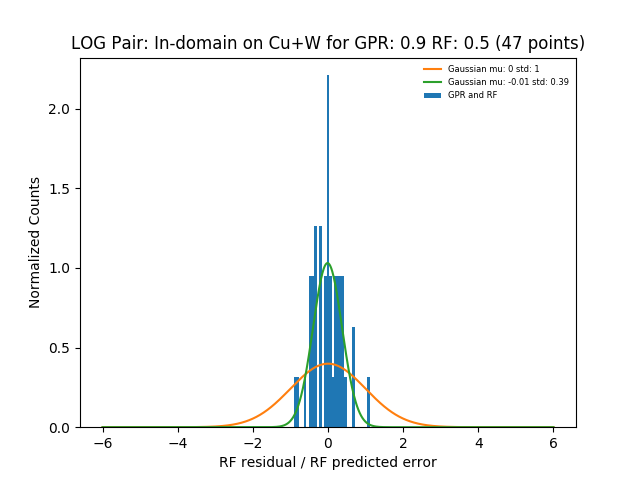 LOG Pair: In-domain on Cu+W for GPR: 0.9 RF: 0.5 (47 points)
Gaussian mu: 0 std: 1
Gaussian mu: -0.01 std: 0.39
GPR and RF
Normalized Counts
2.0
1.5
1.0
0.5
0.0
−6 −4 −2 0 2 4 6
RF residual / RF predicted error